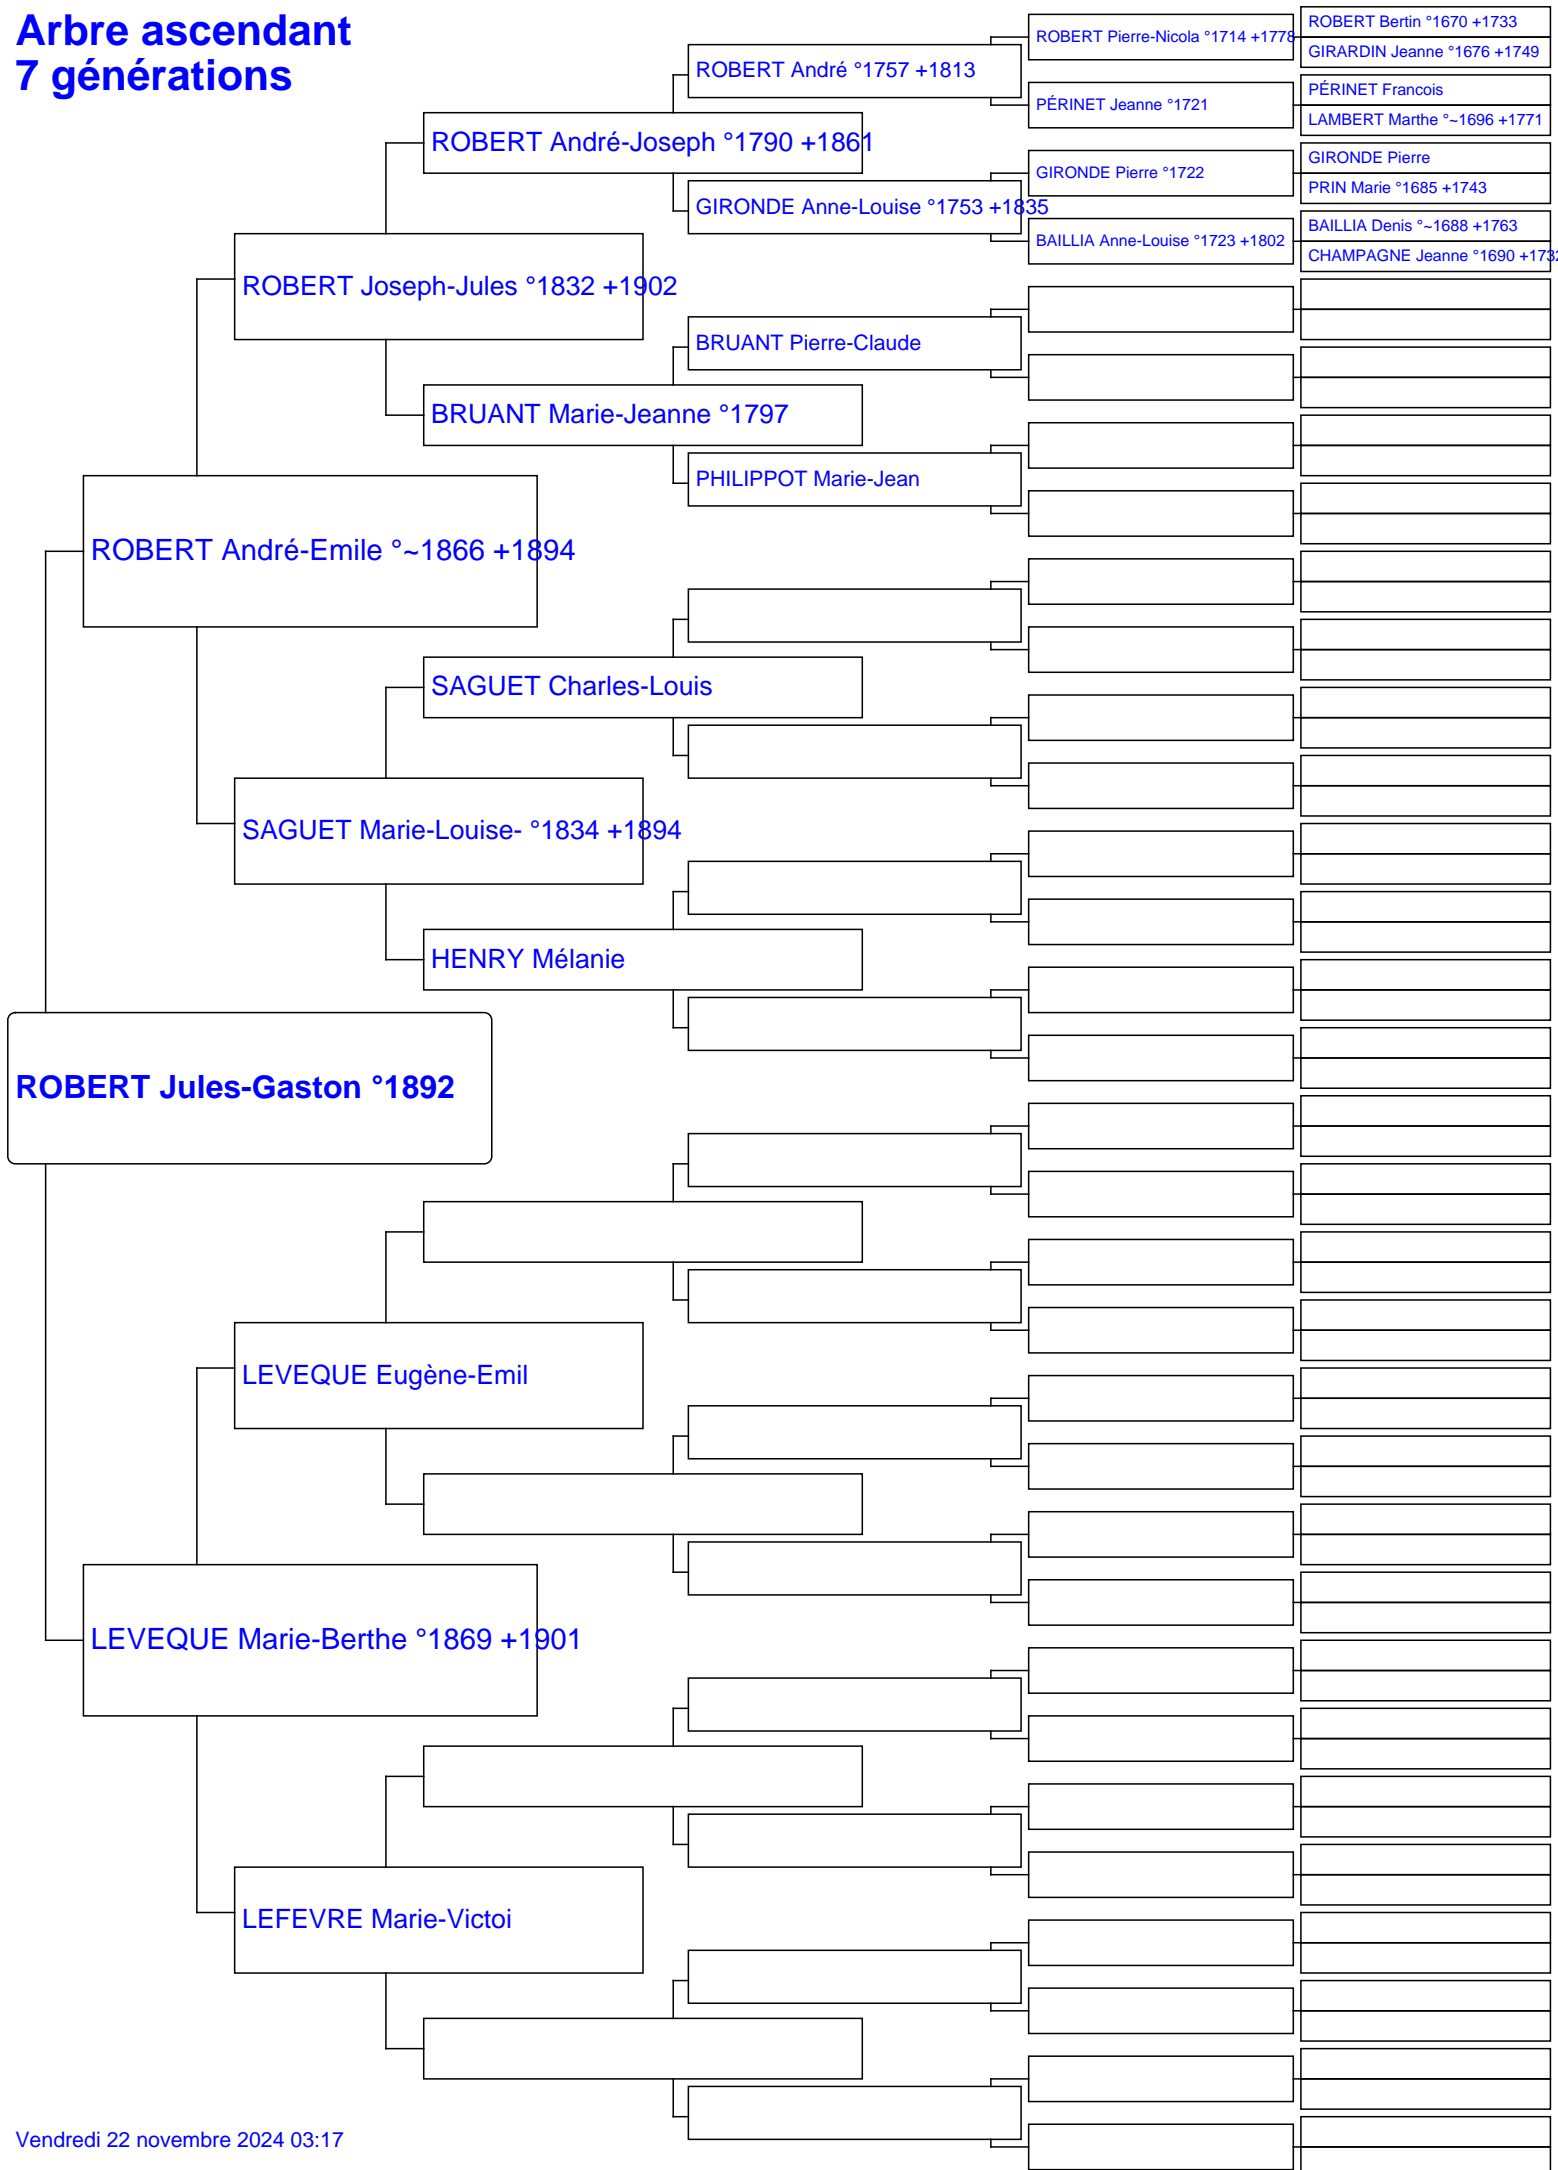 Arbre ascendant
7 générations
ROBERT Bertin °1670 +1733
ROBERT Pierre-Nicola °1714 +1778
GIRARDIN Jeanne °1676 +1749
ROBERT André °1757 +1813
PÉRINET Francois
PÉRINET Jeanne °1721
LAMBERT Marthe °~1696 +1771
ROBERT André-Joseph °1790 +1861
GIRONDE Pierre
GIRONDE Pierre °1722
PRIN Marie °1685 +1743
GIRONDE Anne-Louise °1753 +1835
BAILLIA Denis °~1688 +1763
BAILLIA Anne-Louise °1723 +1802
CHAMPAGNE Jeanne °1690 +1732
ROBERT Joseph-Jules °1832 +1902
BRUANT Pierre-Claude
BRUANT Marie-Jeanne °1797
PHILIPPOT Marie-Jean
ROBERT André-Emile °~1866 +1894
SAGUET Charles-Louis
SAGUET Marie-Louise- °1834 +1894
HENRY Mélanie
ROBERT Jules-Gaston °1892
LEVEQUE Eugène-Emil
LEVEQUE Marie-Berthe °1869 +1901
LEFEVRE Marie-Victoi
Vendredi 22 novembre 2024 03:17